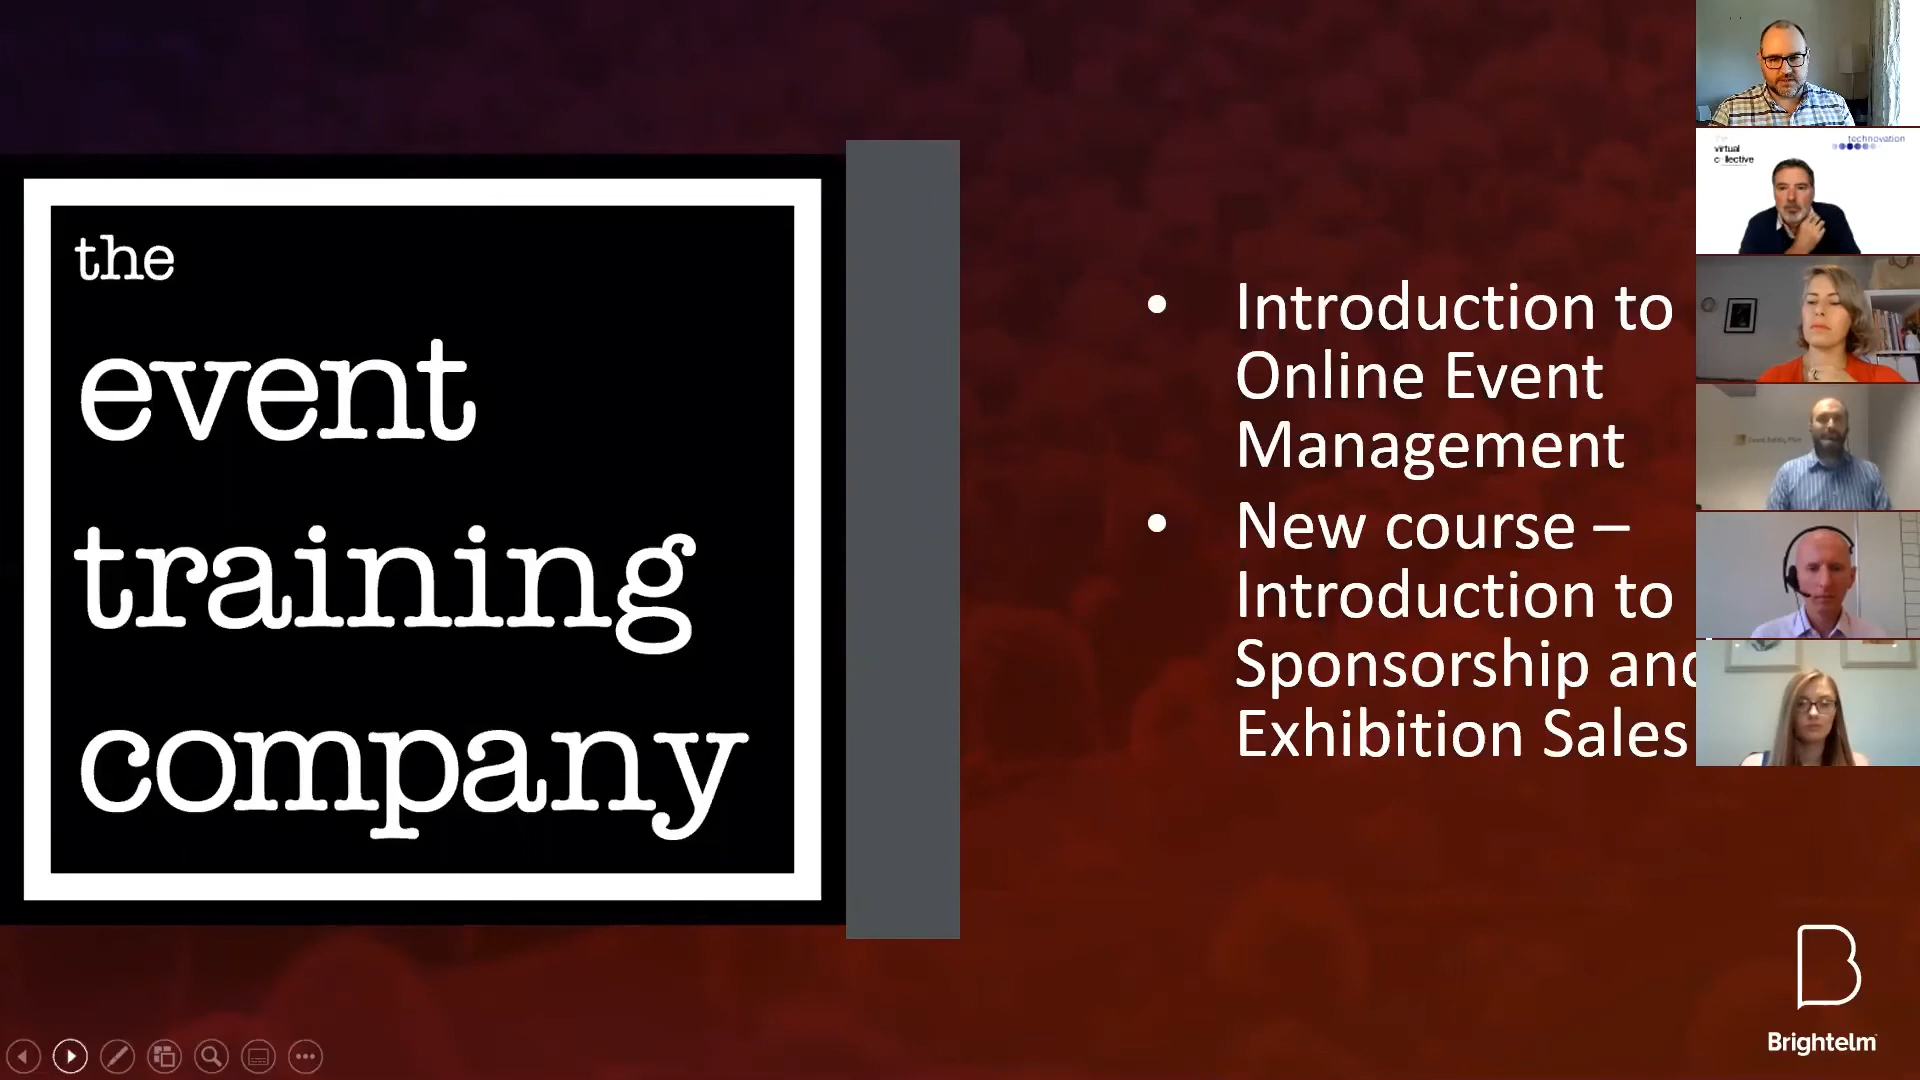 the
event
training
company
• Introduction to
Online Event
Management
• New course –
Introduction to
Sponsorship and
Exhibition Sales
virtual
technovation
Brightelm